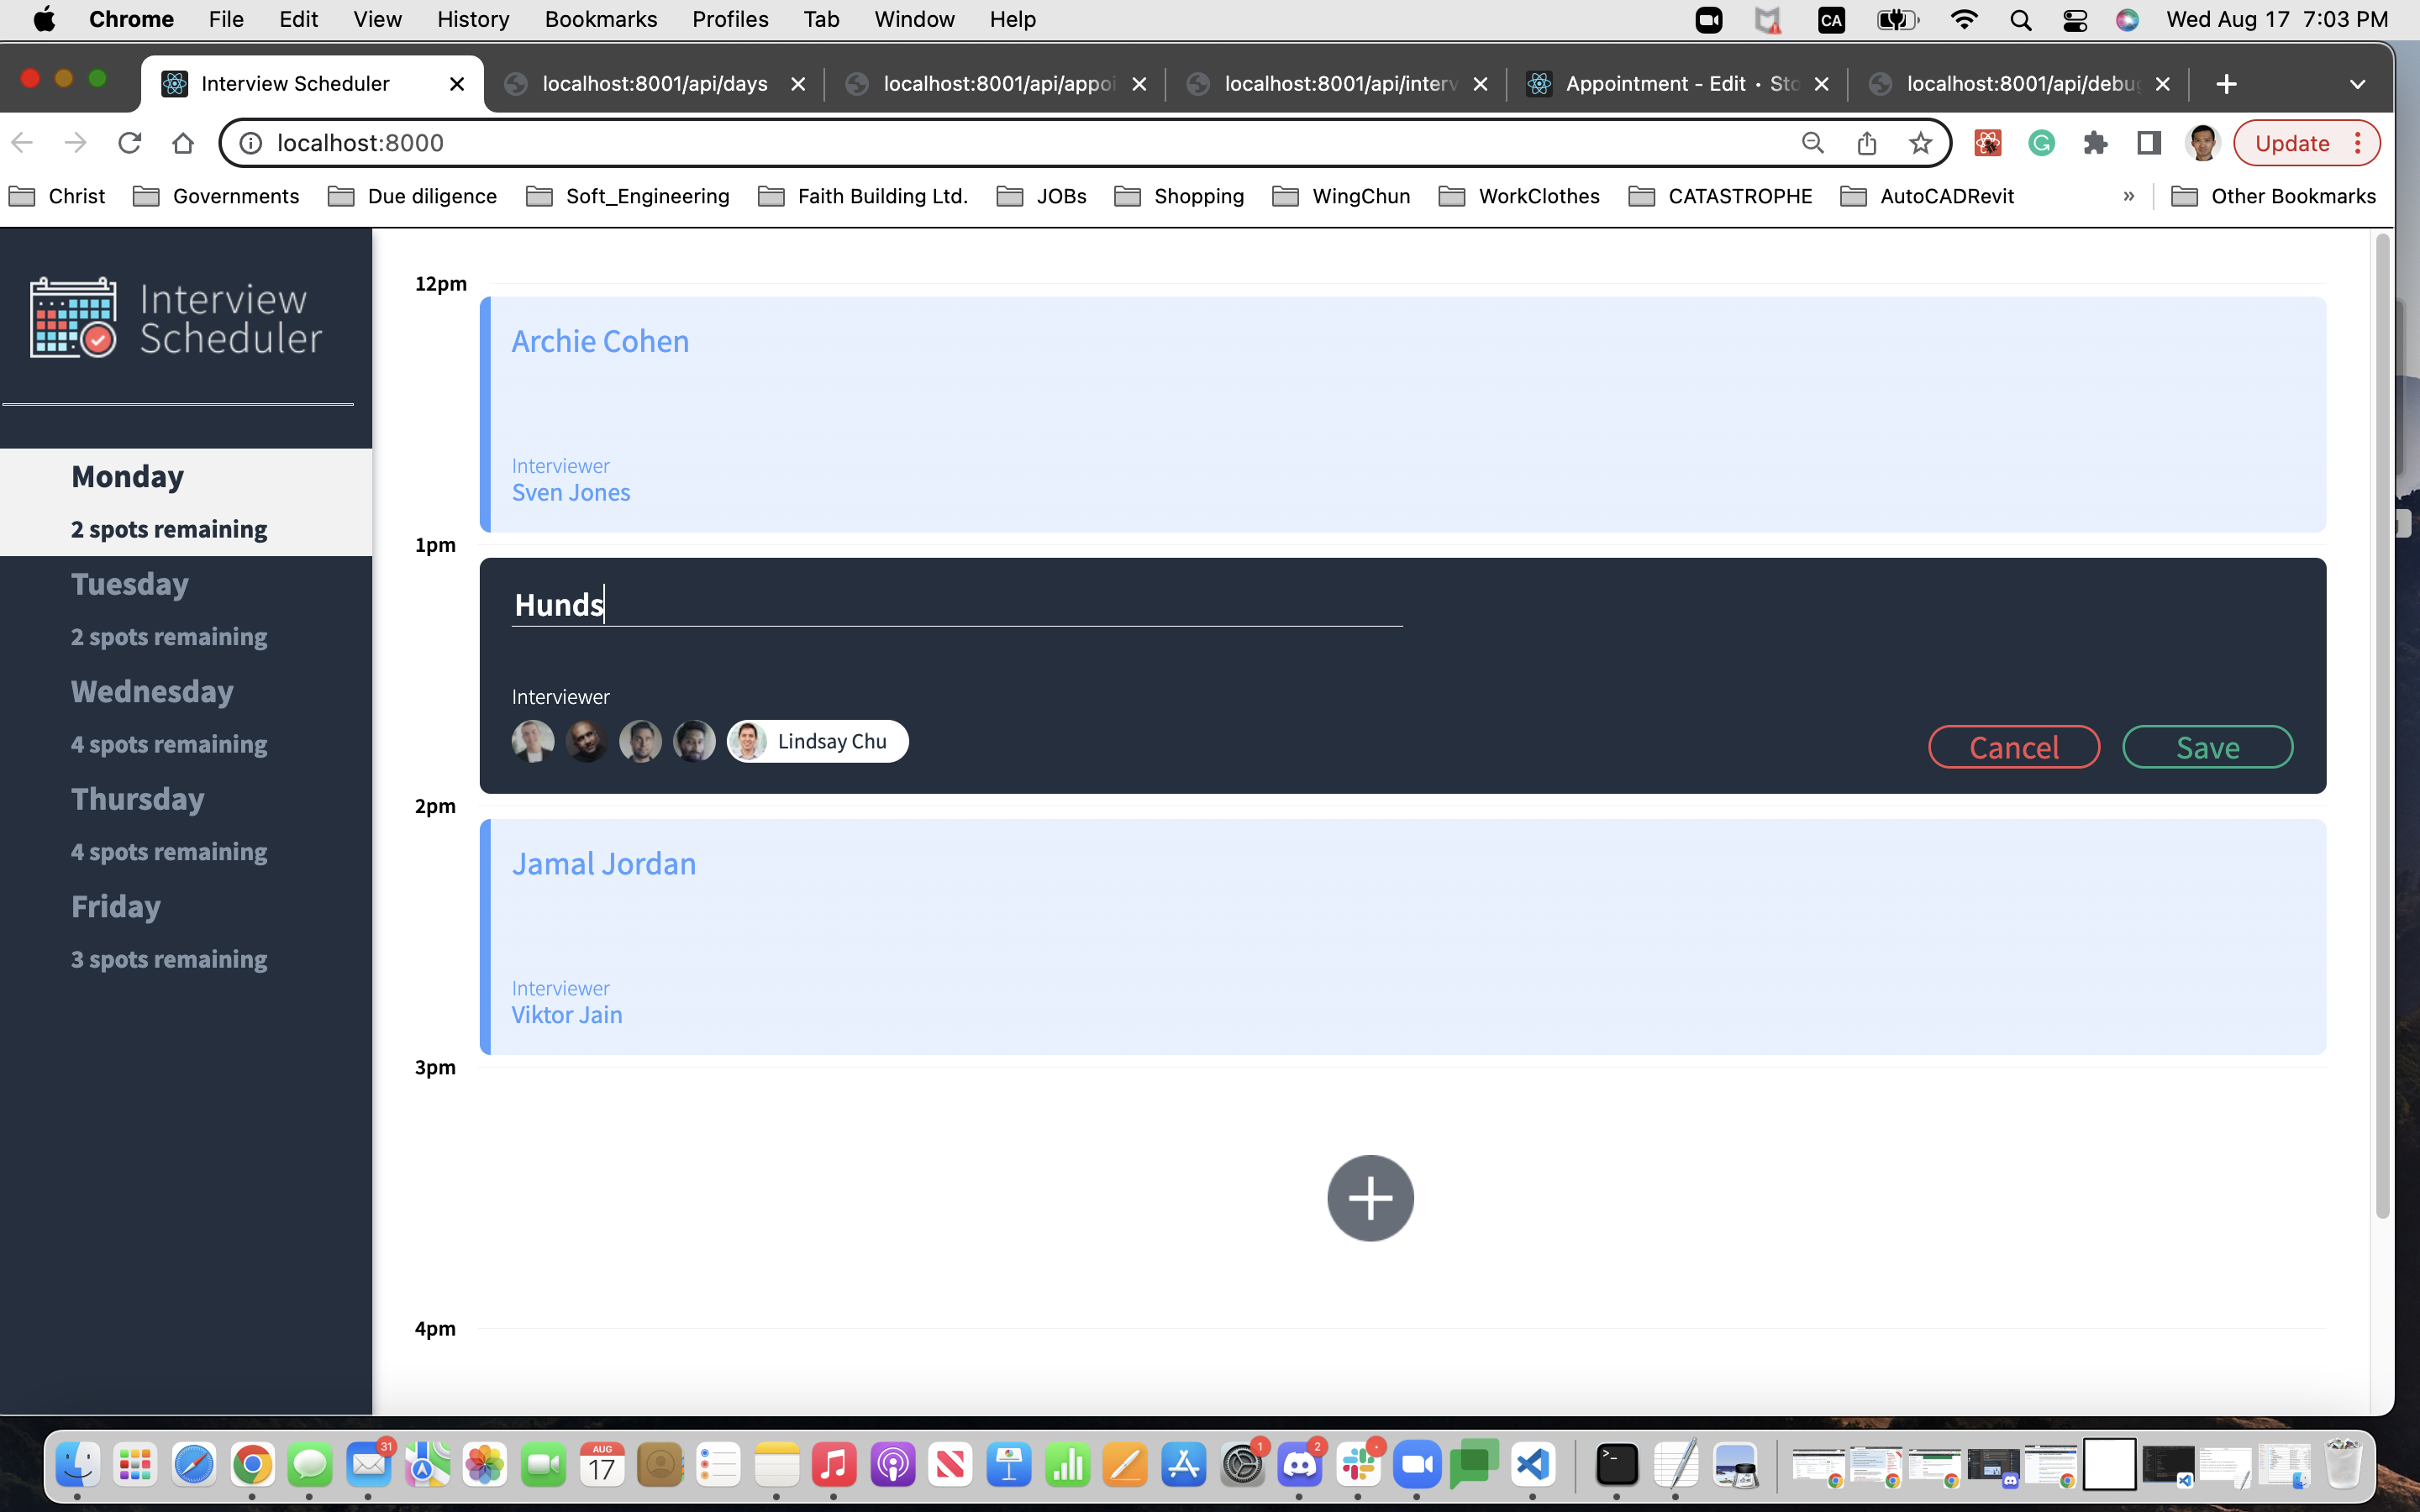 Chrome File Edit View History Bookmarks Profiles Tab Window Help CA Wed Aug 17 7:03 PM
Interview Scheduler localhost:8001/api/days localhost:8001/api/appoi localhost:8001/api/interv Appointment - Edit • Sto localhost:8001/api/debug
localhost:8000 Update
Christ Governments Due diligence Soft_Engineering Faith Building Ltd. JOBs Shopping WingChun WorkClothes CATASTROPHE AutoCADRevit » Other Bookmarks
Interview
Scheduler
Monday
2 spots remaining
Tuesday
2 spots remaining
Wednesday
4 spots remaining
Thursday
4 spots remaining
Friday
3 spots remaining
12pm
Archie Cohen
Interviewer
Sven Jones
1pm
Hunds
Interviewer
Lindsay Chu
Cancel Save
2pm
Jamal Jordan
Interviewer
Viktor Jain
3pm
4pm
31 AUG 17 1 2